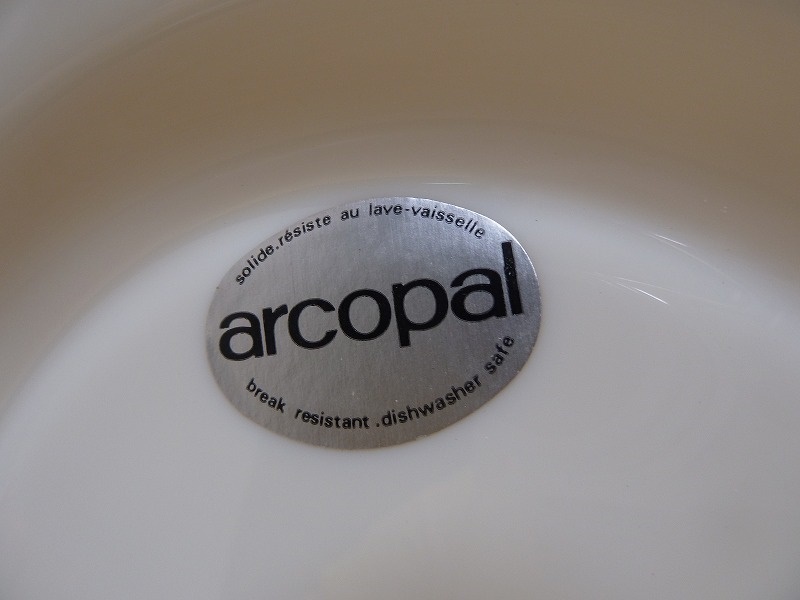 solide.résiste au lave-vaisselle
arcopal
break resistant .dishwasher safe